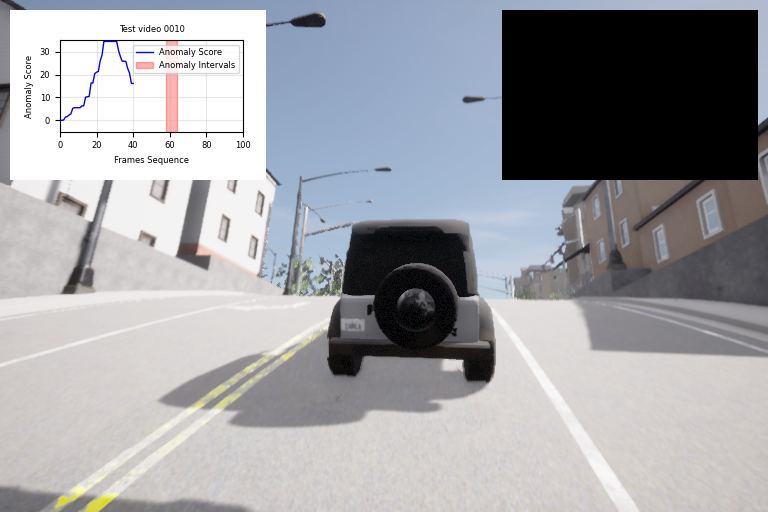 Test video 0010
Anomaly Score
Anomaly Intervals
Anomaly Score
30
20
10
0
0 20 40 60 80 100
Frames Sequence